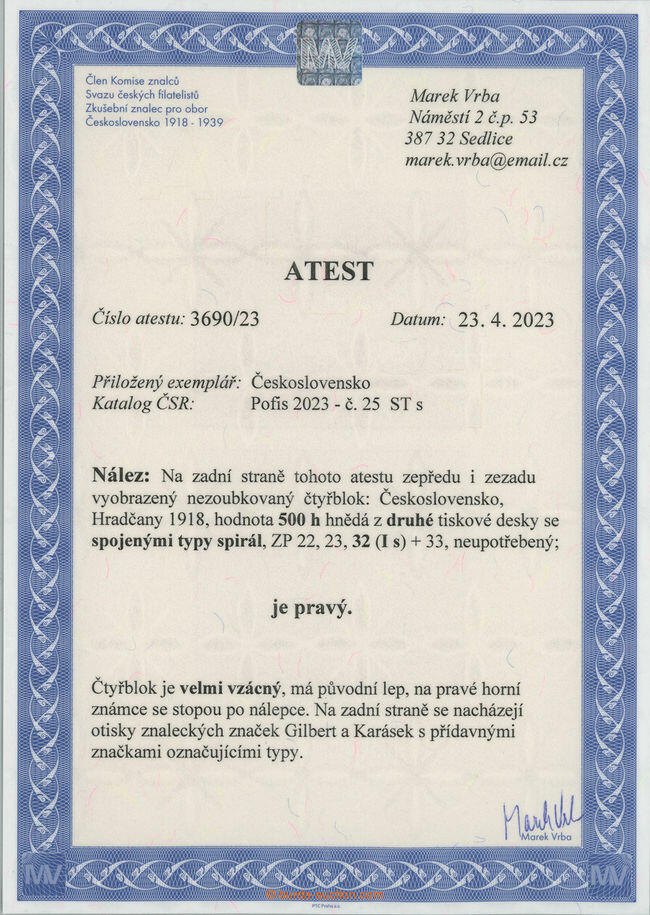 Člen Komise znalců
Svazu českých filatelistů
Zkušební znalec pro obor
Československo 1918 - 1939
Marek Vrba
Náměstí 2 č.p. 53
387 32 Sedlice
marek.vrba@email.cz
ATEST
Číslo atestu: 3690/23
Datum: 23. 4. 2023
Přiložený exemplář: Československo
Katalog ČSR: Pofis 2023 - č. 25 ST s
Nález: Na zadní straně tohoto atestu zepředu i zezadu
vyobrazený nezoubkovaný čtyřblok: Československo,
Hradčany 1918, hodnota 500 h hnědá z druhé tiskové desky se
spojenými typy spirál, ZP 22, 23, 32 (I s) + 33, neupotřebený;
je pravý.
Čtyřblok je velmi vzácný, má původní lep, na pravé horní
známce se stopou po nálepce. Na zadní straně se nacházejí
otisky znaleckých značek Gilbert a Karásek s přídavnými
značkami označujícími typy.
Marek Vrba
MV
MV
MV